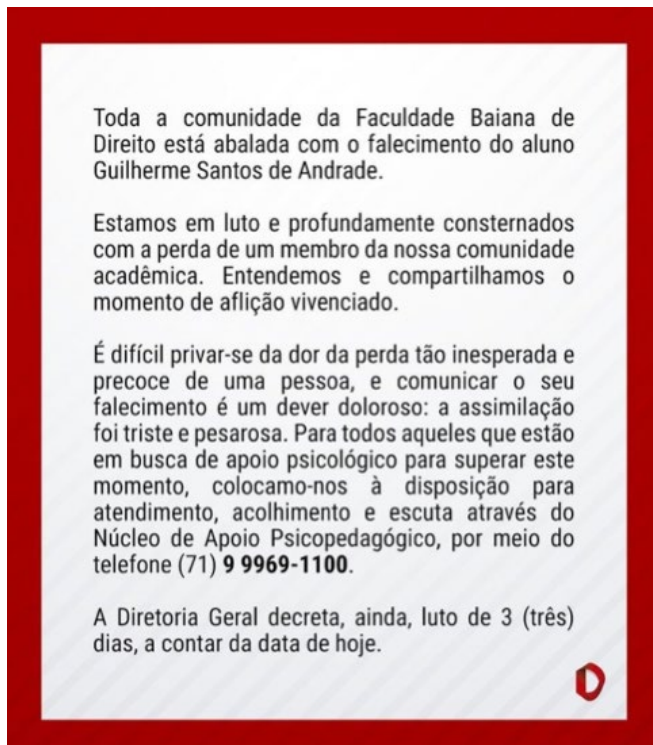 Toda a comunidade da Faculdade Baiana de
Direito está abalada com o falecimento do aluno
Guilherme Santos de Andrade.
Estamos em luto e profundamente consternados
com a perda de um membro da nossa comunidade
acadêmica. Entendemos e compartilhamos o
momento de aflição vivenciado.
É difícil privar-se da dor da perda tão inesperada e
precoce de uma pessoa, e comunicar o seu
falecimento é um dever doloroso: a assimilação
foi triste e pesarosa. Para todos aqueles que estão
em busca de apoio psicológico para superar este
momento, colocamo-nos à disposição para
atendimento, acolhimento e escuta através do
Núcleo de Apoio Psicopedagógico, por meio do
telefone (71) 9 9969-1100.
A Diretoria Geral decreta, ainda, luto de 3 (três)
dias, a contar da data de hoje.